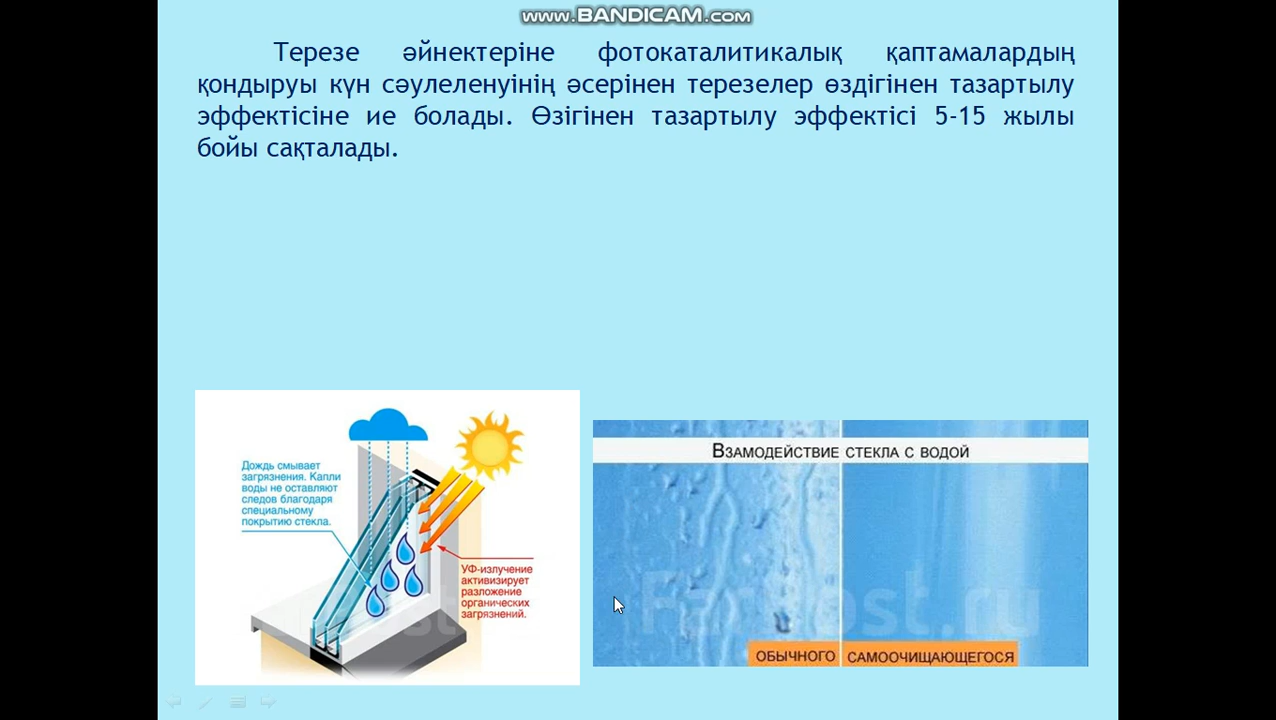 www.BANDICAM.com
Терезе әйнектеріне фотокаталитикалық қаптамалардың
қондыруы күн сәулеленуінің әсерінен терезелер өздігінен тазартылу
эффектісіне ие болады. Өзігінен тазартылу эффектісі 5-15 жылы
бойы сақталады.
Дождь смывает
загрязнения. Капли
воды не оставляют
следов благодаря
специальному
покрытию стекла.
УФ-излучение
активизирует
разложение
органических
загрязнений.
Взамодействие стекла с водой
обычного
самоочищающегося